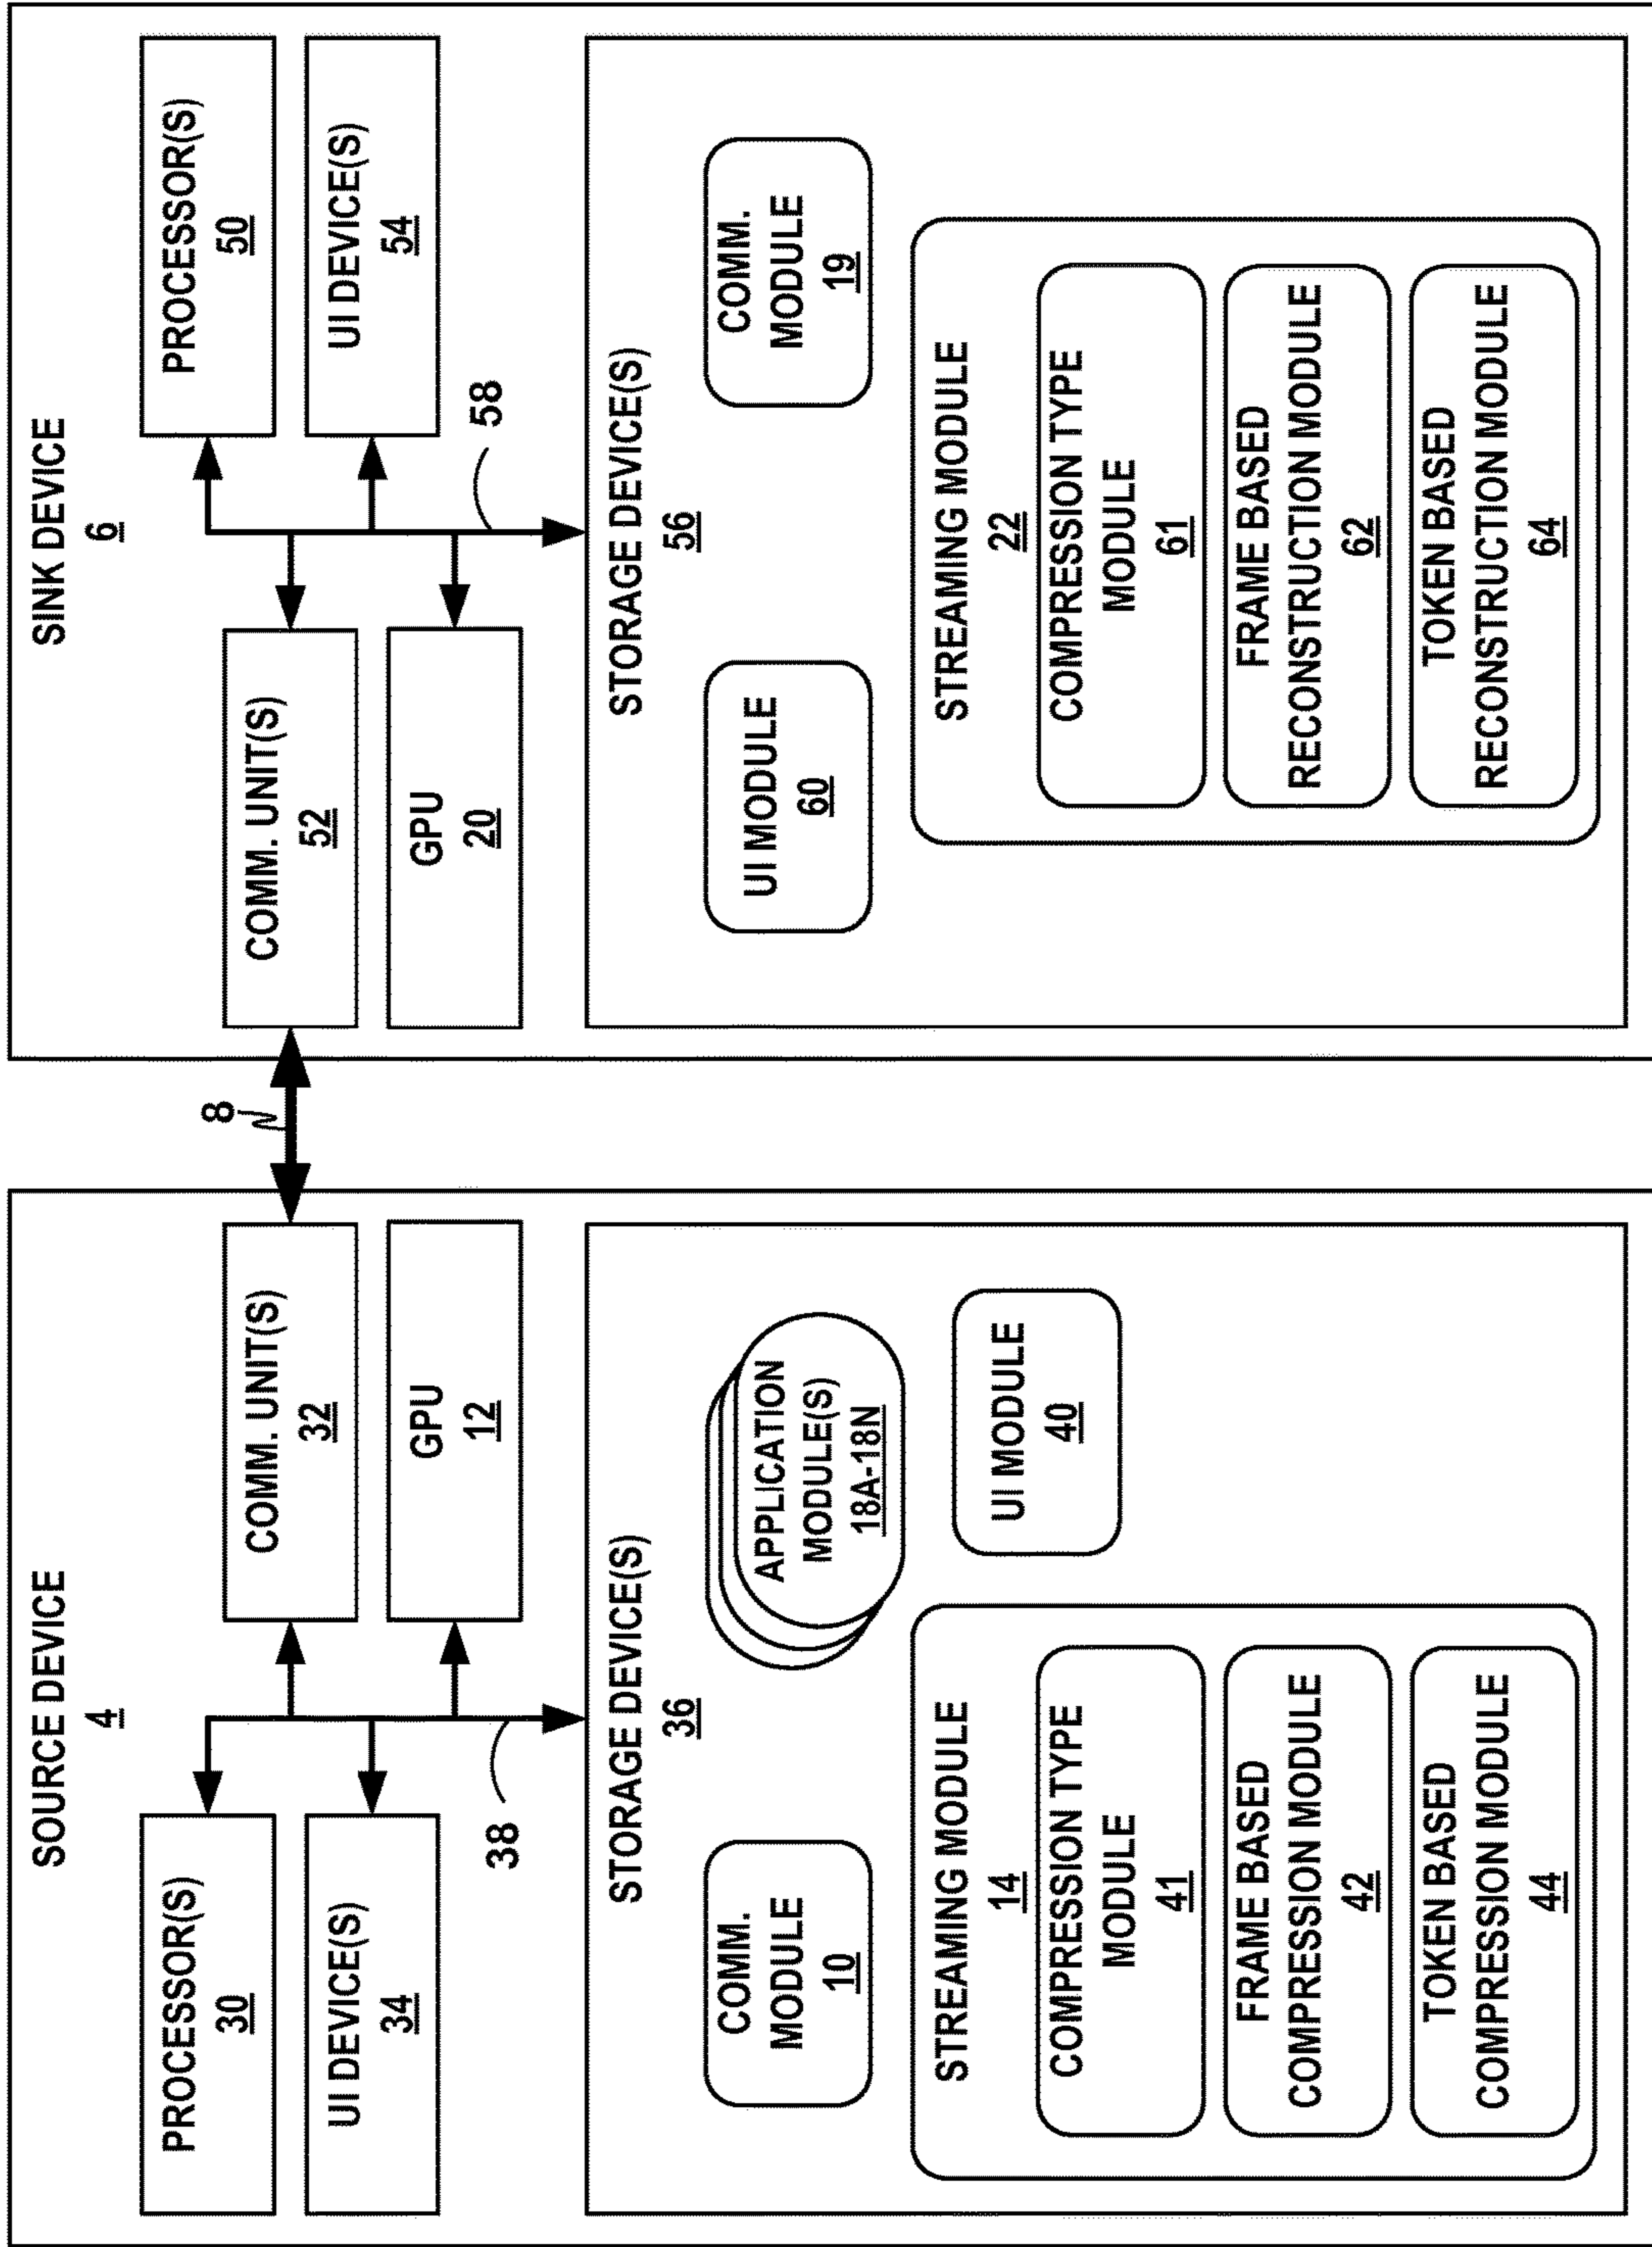 SOURCE DEVICE
4
PROCESSOR(S)
30
UI DEVICE(S)
34
COMM. UNIT(S)
32
GPU
12
38
STORAGE DEVICE(S)
36
COMM.
MODULE
10
APPLICATION
MODULE(S)
18A-18N
STREAMING MODULE
14
COMPRESSION TYPE
MODULE
41
FRAME BASED
COMPRESSION MODULE
42
TOKEN BASED
COMPRESSION MODULE
44
UI MODULE
40
8
SINK DEVICE
6
COMM. UNIT(S)
52
GPU
20
PROCESSOR(S)
50
UI DEVICE(S)
54
58
STORAGE DEVICE(S)
56
UI MODULE
60
COMM.
MODULE
19
STREAMING MODULE
22
COMPRESSION TYPE
MODULE
61
FRAME BASED
RECONSTRUCTION MODULE
62
TOKEN BASED
RECONSTRUCTION MODULE
64